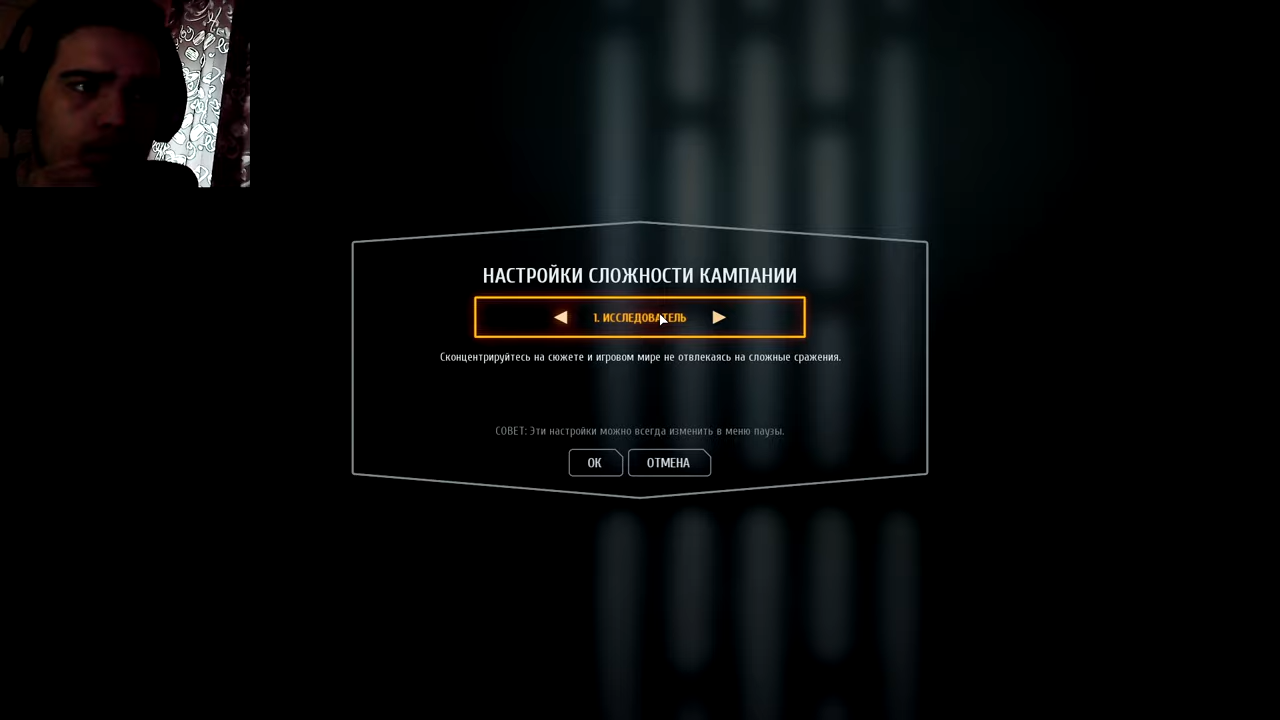 НАСТРОЙКИ СЛОЖНОСТИ КАМПАНИИ
1. ИССЛЕДОВАТЕЛЬ
Сконцентрируйтесь на сюжете и игровом мире не отвлекаясь на сложные сражения.
СОВЕТ: Эти настройки можно всегда изменить в меню паузы.
ОК ОТМЕНА